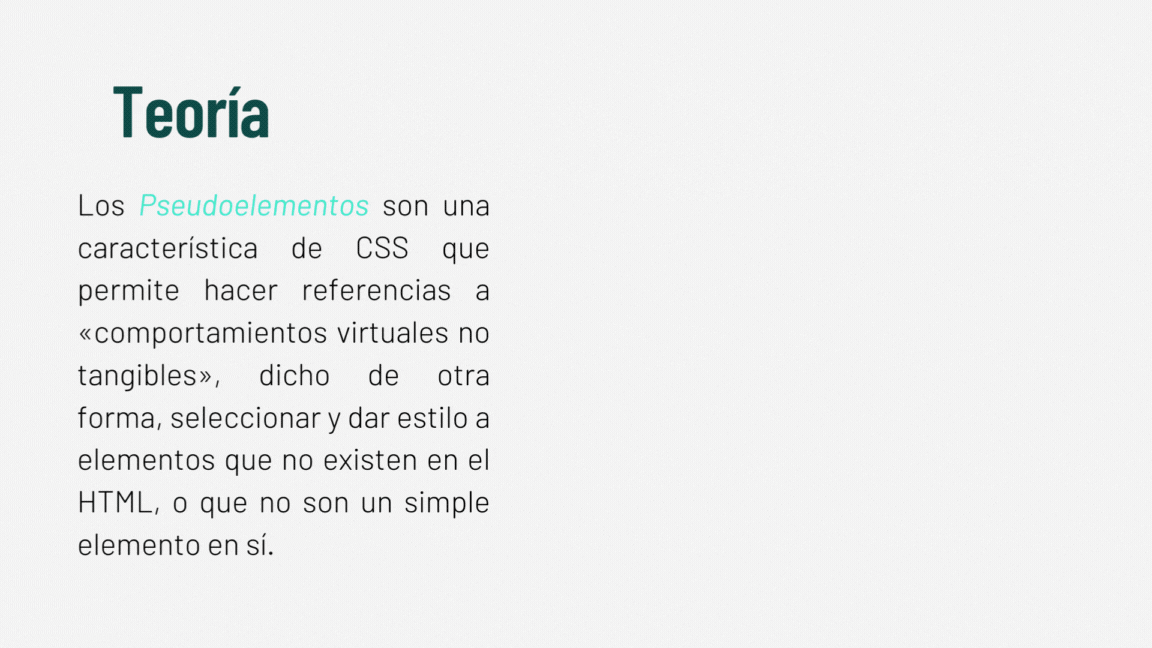 Teoría
Los Pseudoelementos son una
característica de CSS que
permite hacer referencias a
«comportamientos virtuales no
tangibles», dicho de otra
forma, seleccionar y dar estilo a
elementos que no existen en el
HTML, o que no son un simple
elemento en sí.